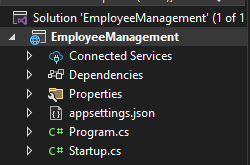 Solution 'EmployeeManagement' (1 of 1
EmployeeManagement
Connected Services
Dependencies
Properties
appsettings.json
C# Program.cs
C# Startup.cs